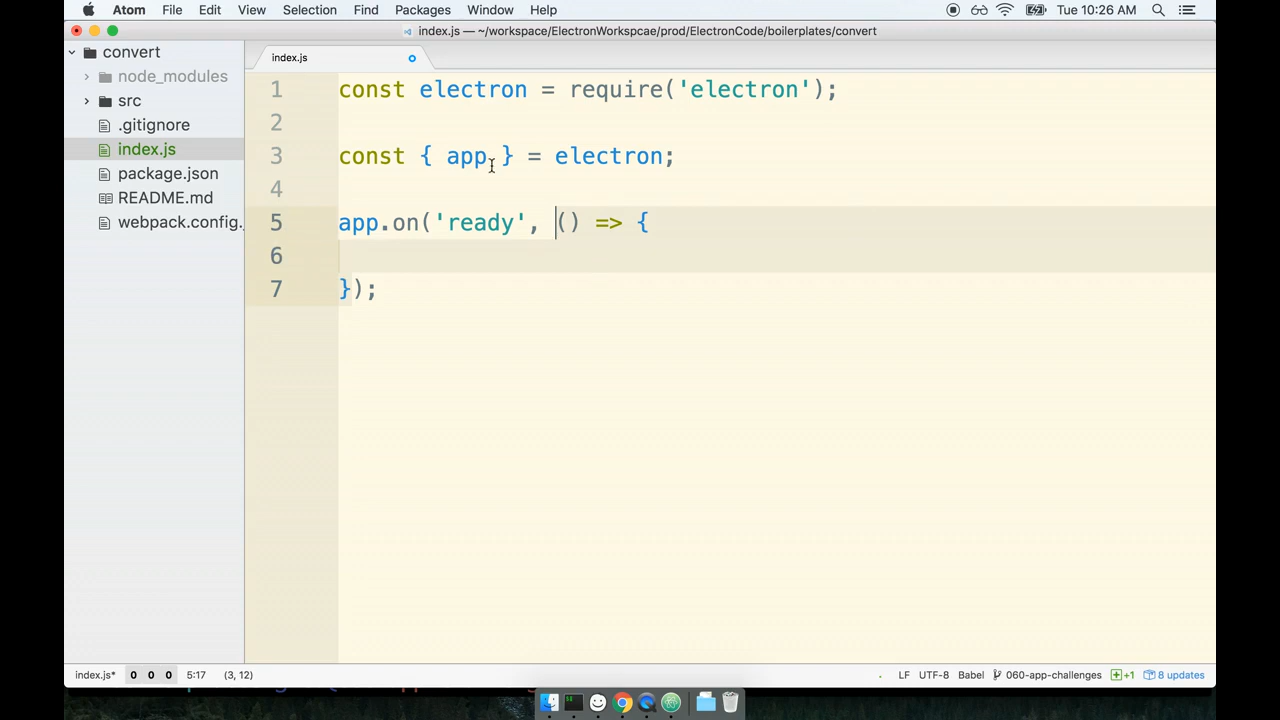 Atom File Edit View Selection Find Packages Window Help Tue 10:26 AM
index.js — ~/workspace/ElectronWorkspcae/prod/ElectronCode/boilerplates/convert
convert
node_modules
src
.gitignore
index.js
package.json
README.md
webpack.config.
index.js
1 const electron = require('electron');
2
3 const { app } = electron;
4
5 app.on('ready', () => {
6
7 });
index.js* 0 0 0 5:17 (3, 12) LF UTF-8 Babel 060-app-challenges +1 8 updates